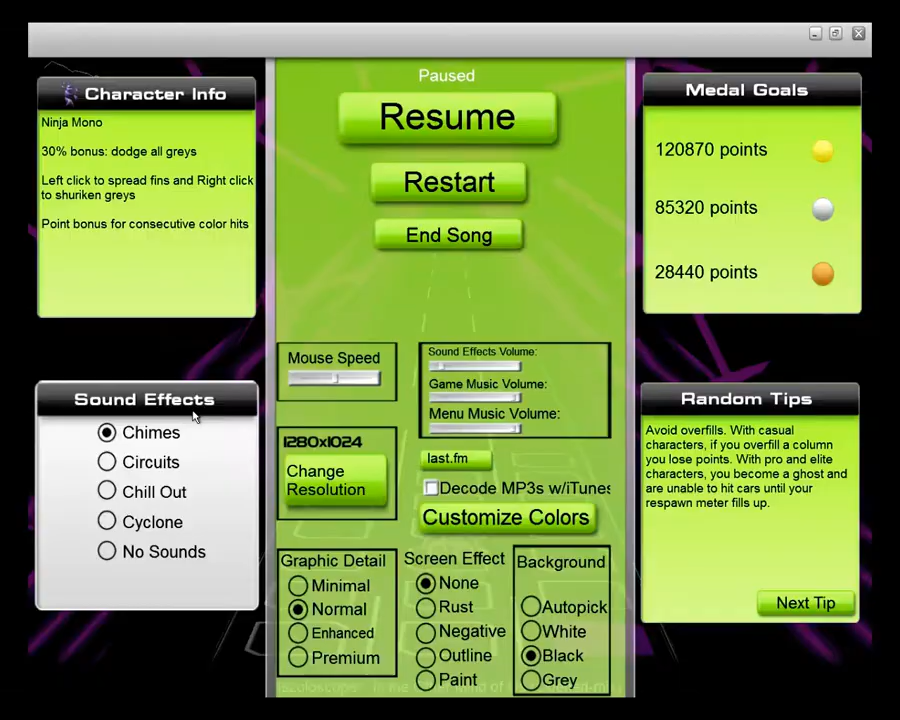 Character Info
Ninja Mono
30% bonus: dodge all greys
Left click to spread fins and Right click
to shuriken greys
Point bonus for consecutive color hits
Sound Effects
Chimes
Circuits
Chill Out
Cyclone
No Sounds
Paused
Resume
Restart
End Song
Mouse Speed
1280x1024
Change
Resolution
Sound Effects Volume:
Game Music Volume:
Menu Music Volume:
last.fm
Decode MP3s w/iTunes
Customize Colors
Graphic Detail
Minimal
Normal
Enhanced
Premium
Screen Effect
None
Rust
Negative
Outline
Paint
Background
Autopick
White
Black
Grey
Medal Goals
120870 points
85320 points
28440 points
Random Tips
Avoid overfills. With casual
characters, if you overfill a column
you lose points. With pro and elite
characters, you become a ghost and
are unable to hit cars until your
respawn meter fills up.
Next Tip